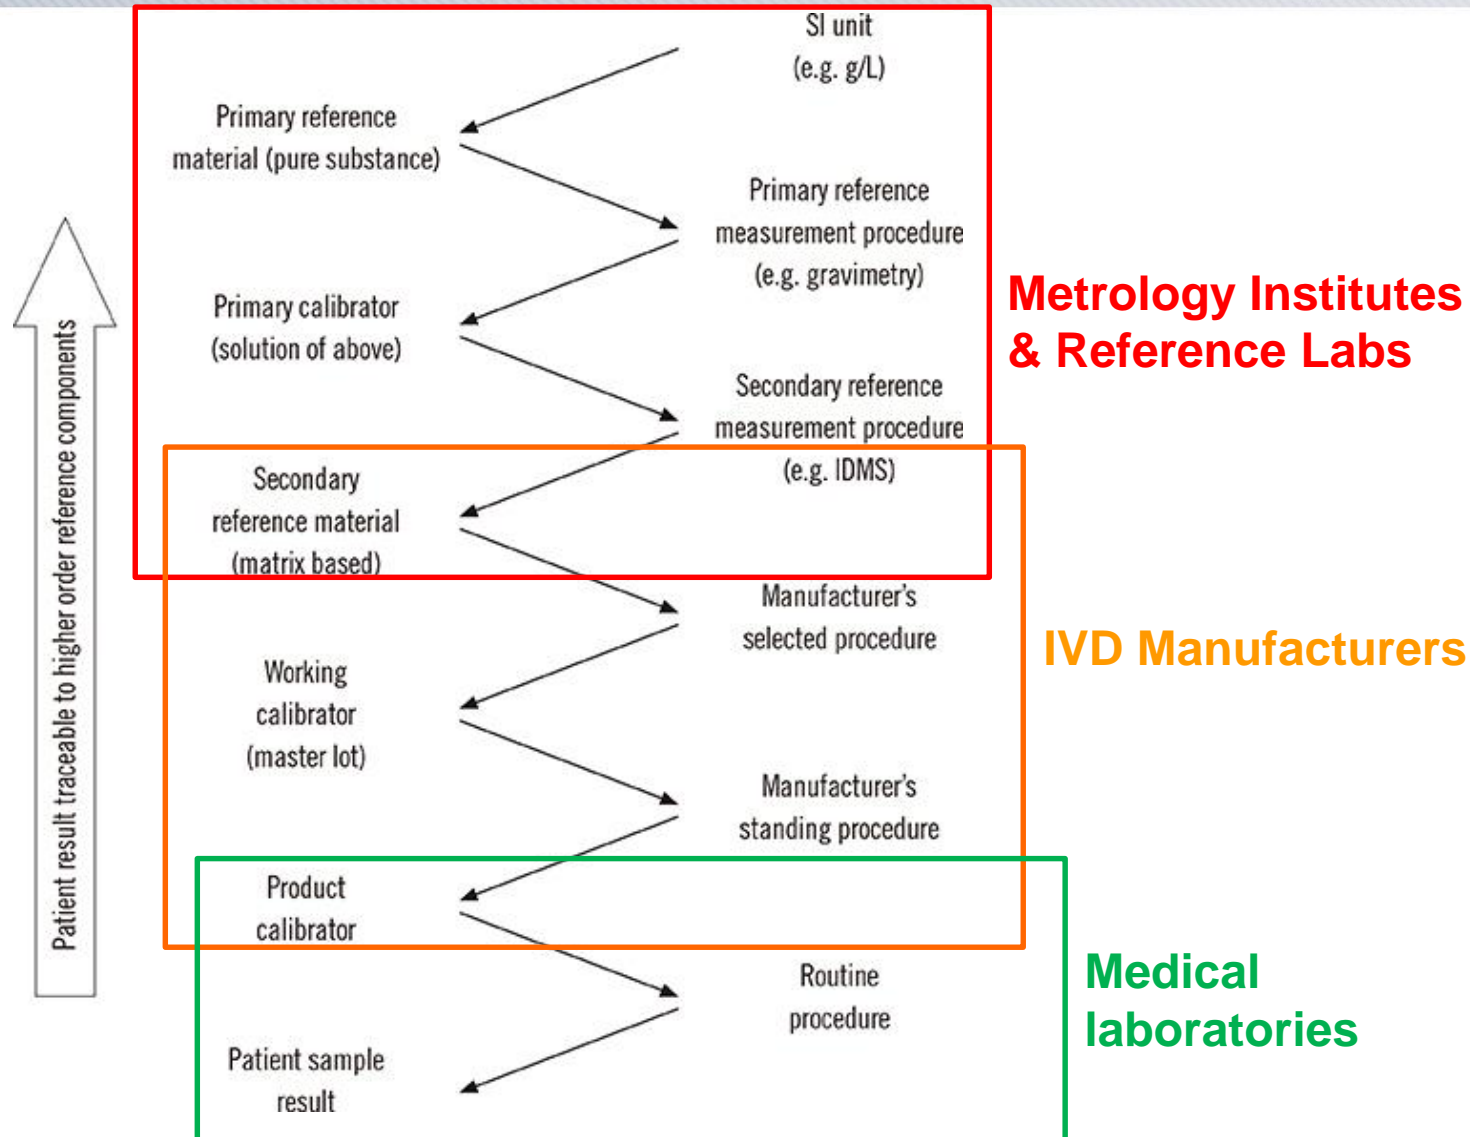 SI unit
(e.g. g/L)
Primary reference
material (pure substance)
Primary reference
measurement procedure
(e.g. gravimetry)
Primary calibrator
(solution of above)
Secondary reference
measurement procedure
(e.g. IDMS)
Secondary
reference material
(matrix based)
Manufacturer's
selected procedure
Working
calibrator
(master lot)
Manufacturer's
standing procedure
Product
calibrator
Routine
procedure
Patient sample
result
Patient result traceable to higher order reference components
Metrology Institutes
& Reference Labs
IVD Manufacturers
Medical
laboratories